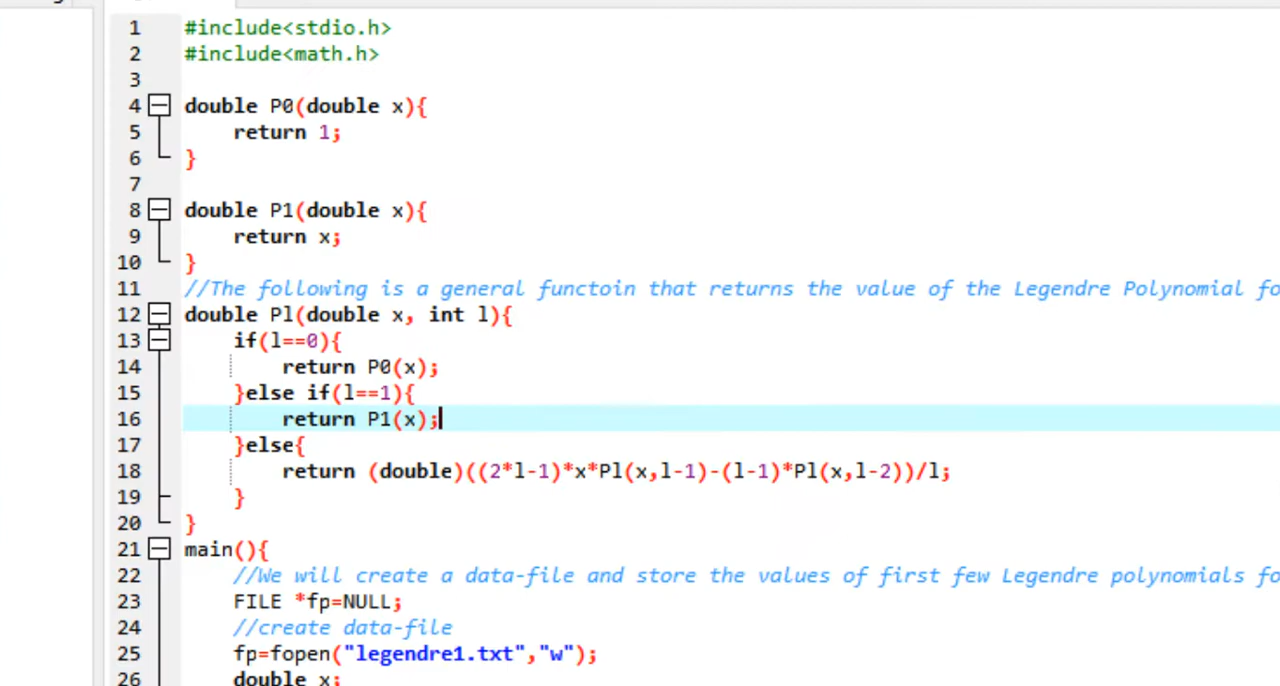 1 #include<stdio.h>
2 #include<math.h>
3
4 double P0(double x){
5 return 1;
6 }
7
8 double P1(double x){
9 return x;
10 }
11 //The following is a general functoin that returns the value of the Legendre Polynomial fo
12 double Pl(double x, int l){
13 if(l==0){
14 return P0(x);
15 }else if(l==1){
16 return P1(x);
17 }else{
18 return (double)((2*l-1)*x*Pl(x,l-1)-(l-1)*Pl(x,l-2))/l;
19 }
20 }
21 main(){
22 //We will create a data-file and store the values of first few Legendre polynomials fo
23 FILE *fp=NULL;
24 //create data-file
25 fp=fopen("legendre1.txt","w");
26 double x;